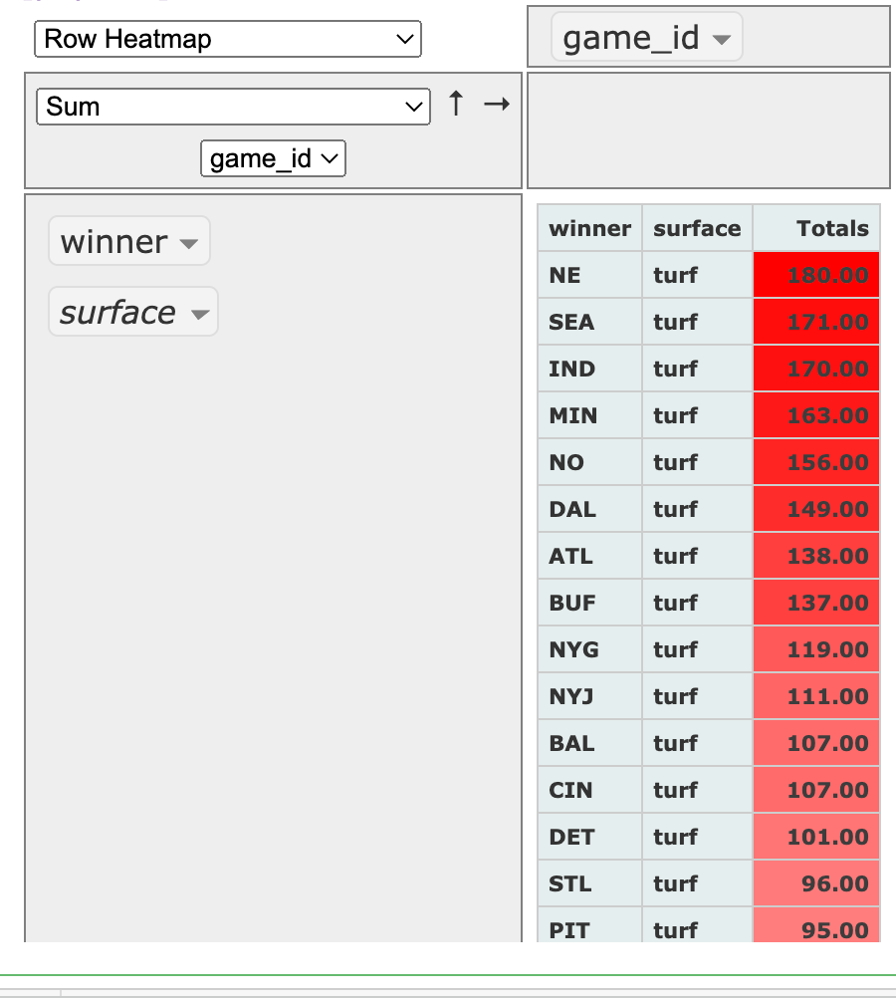 Row Heatmap
game_id
Sum ↑ →
game_id
winner
surface
winner surface Totals
NE turf 180.00
SEA turf 171.00
IND turf 170.00
MIN turf 163.00
NO turf 156.00
DAL turf 149.00
ATL turf 138.00
BUF turf 137.00
NYG turf 119.00
NYJ turf 111.00
BAL turf 107.00
CIN turf 107.00
DET turf 101.00
STL turf 96.00
PIT turf 95.00